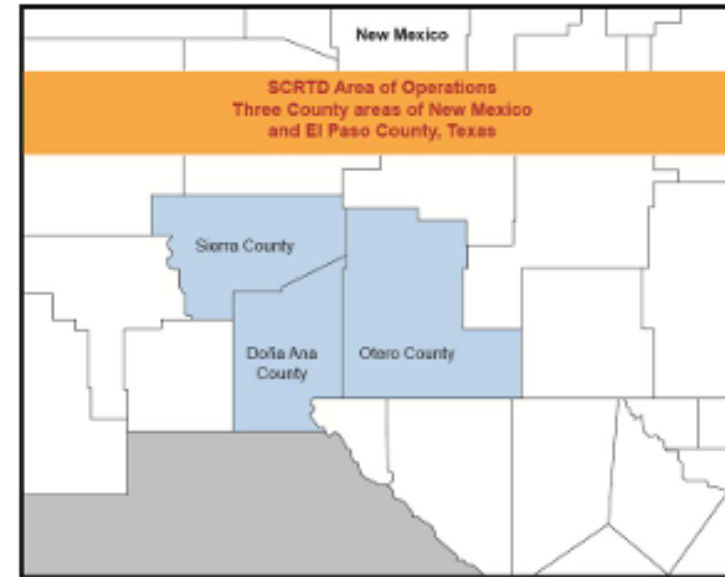 New Mexico
SCRTD Area of Operations
Three County areas of New Mexico
and El Paso County, Texas
Sierra County
Doña Ana
County
Otero County